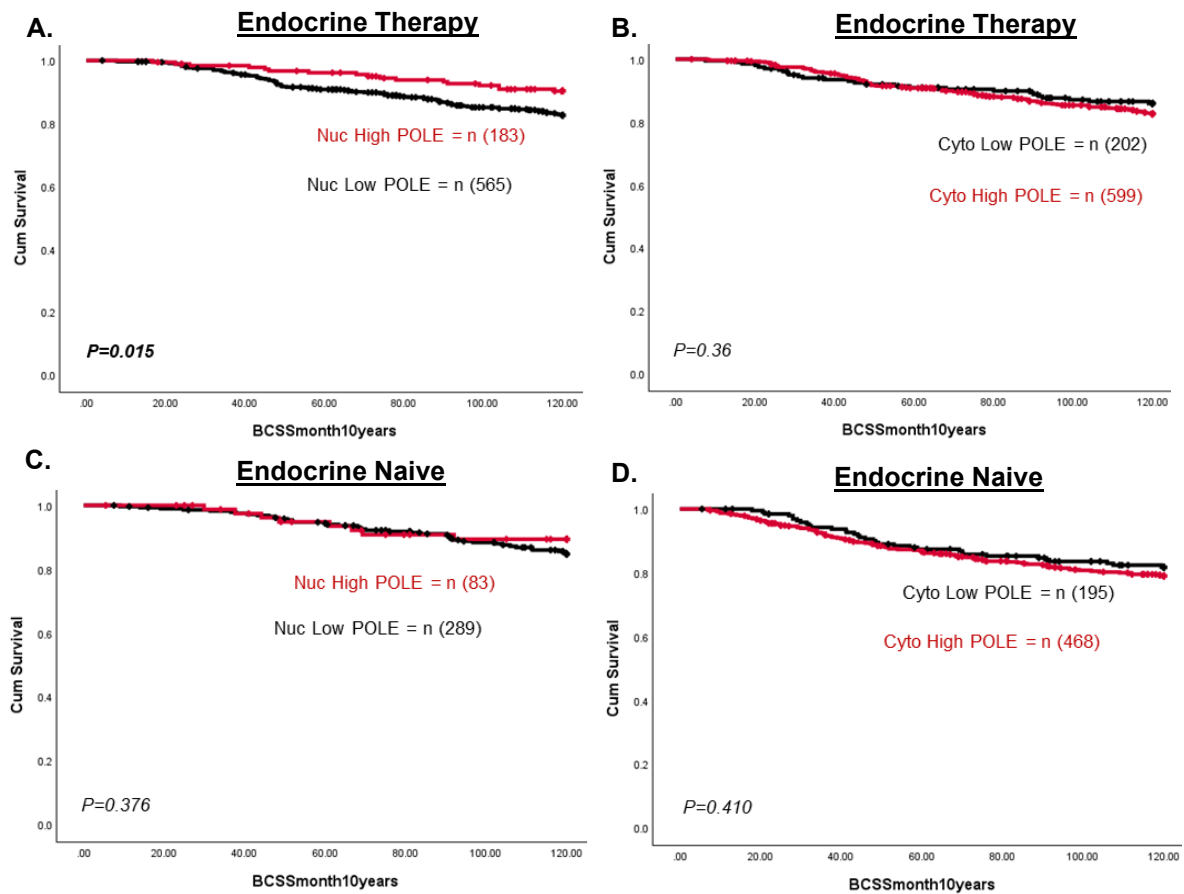 A.
Endocrine Therapy
1.0
0.8
0.6
0.4
0.2
0.0
Cum Survival
Nuc High POLE = n (183)
Nuc Low POLE = n (565)
P=0.015
.00 20.00 40.00 60.00 80.00 100.00 120.00
BCSSmonth10years
B.
Endocrine Therapy
1.0
0.8
0.6
0.4
0.2
0.0
Cum Survival
Cyto Low POLE = n (202)
Cyto High POLE = n (599)
P=0.36
.00 20.00 40.00 60.00 80.00 100.00 120.00
BCSSmonth10years
C.
Endocrine Naive
1.0
0.8
0.6
0.4
0.2
0.0
Cum Survival
Nuc High POLE = n (83)
Nuc Low POLE = n (289)
P=0.376
.00 20.00 40.00 60.00 80.00 100.00 120.00
BCSSmonth10years
D.
Endocrine Naive
1.0
0.8
0.6
0.4
0.2
0.0
Cum Survival
Cyto Low POLE = n (195)
Cyto High POLE = n (468)
P=0.410
.00 20.00 40.00 60.00 80.00 100.00 120.00
BCSSmonth10years